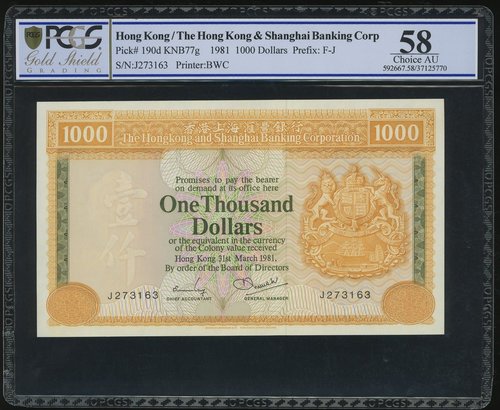 PCGS
Gold Shield
GRADING
Hong Kong / The Hong Kong & Shanghai Banking Corp
Pick# 190d KNB77g 1981 1000 Dollars Prefix: F-J
S/N:J273163 Printer:BWC
58
Choice AU
592667.58/37125770
1000
香港上海滙豐銀行
The Hongkong and Shanghai Banking Corporation
1000
Promises to pay the bearer
on demand at its office here
One Thousand
Dollars
or the equivalent in the currency
of the Colony value received
Hong Kong 31st March 1981.
By order of the Board of Directors
J273163
CHIEF ACCOUNTANT
GENERAL MANAGER
J273163